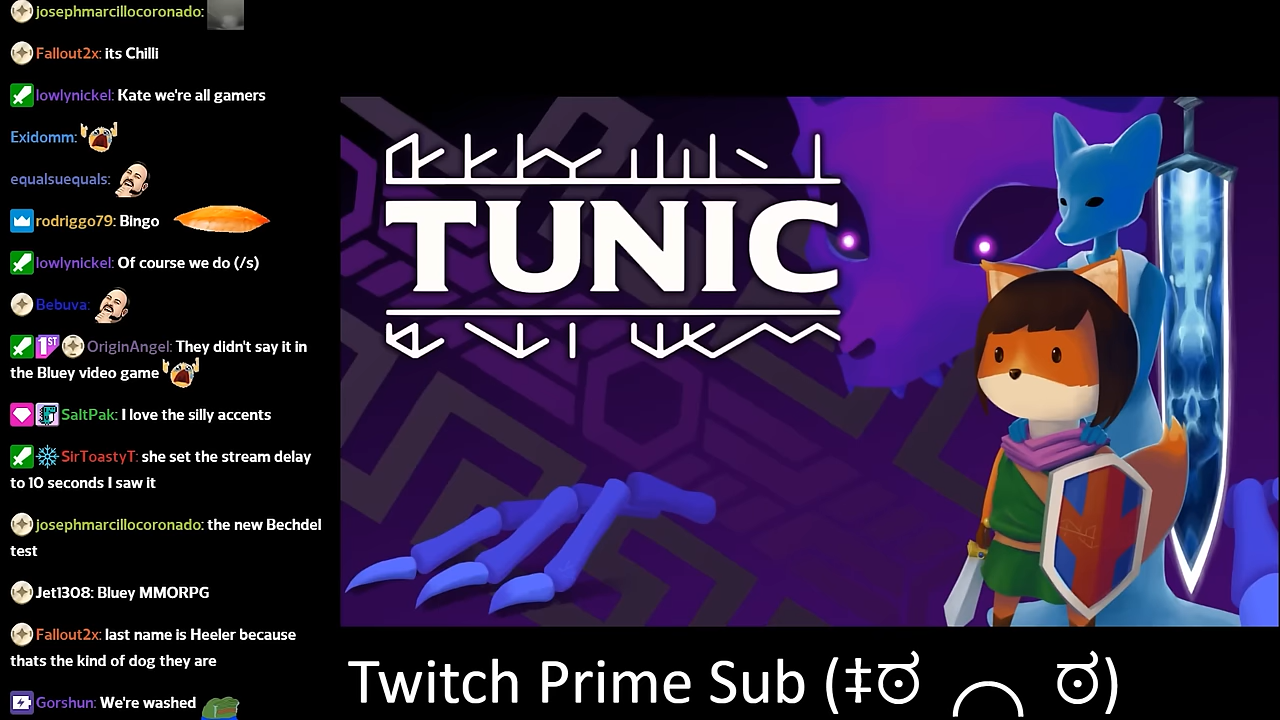 josephmarcillocoronado:
Fallout2x: its Chilli
lowlynickel: Kate we're all gamers
Exidomm:
equalsuequals:
rodriggo79: Bingo
lowlynickel: Of course we do (/s)
Bebuva:
1ST OriginAngel: They didn't say it in
the Bluey video game
SaltPak: I love the silly accents
SirToastyT: she set the stream delay
to 10 seconds I saw it
josephmarcillocoronado: the new Bechdel
test
Jet1308: Bluey MMORPG
Fallout2x: last name is Heeler because
thats the kind of dog they are
Gorshun: We're washed
TUNIC
Twitch Prime Sub (‡ಠ ╭╮ ಠ)